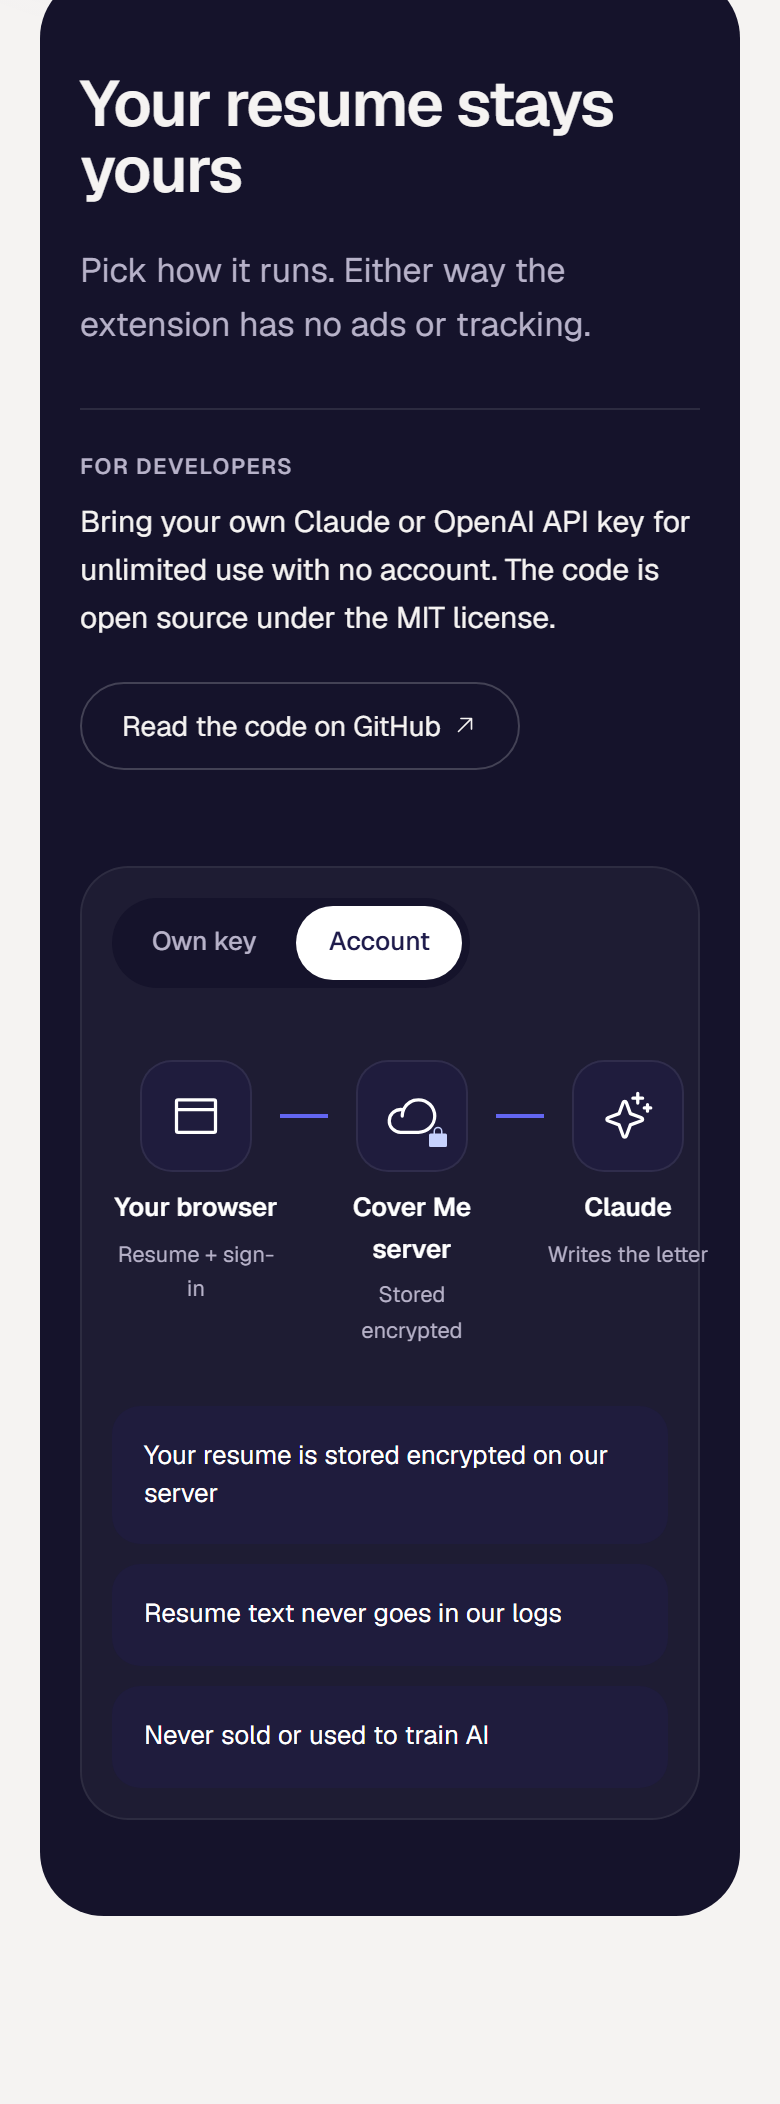 Your resume stays
yours
Pick how it runs. Either way the
extension has no ads or tracking.
FOR DEVELOPERS
Bring your own Claude or OpenAI API key for
unlimited use with no account. The code is
open source under the MIT license.
Read the code on GitHub ↗
Own key
Account
Your browser
Resume + sign-
in
Cover Me
server
Stored
encrypted
Claude
Writes the letter
Your resume is stored encrypted on our
server
Resume text never goes in our logs
Never sold or used to train AI